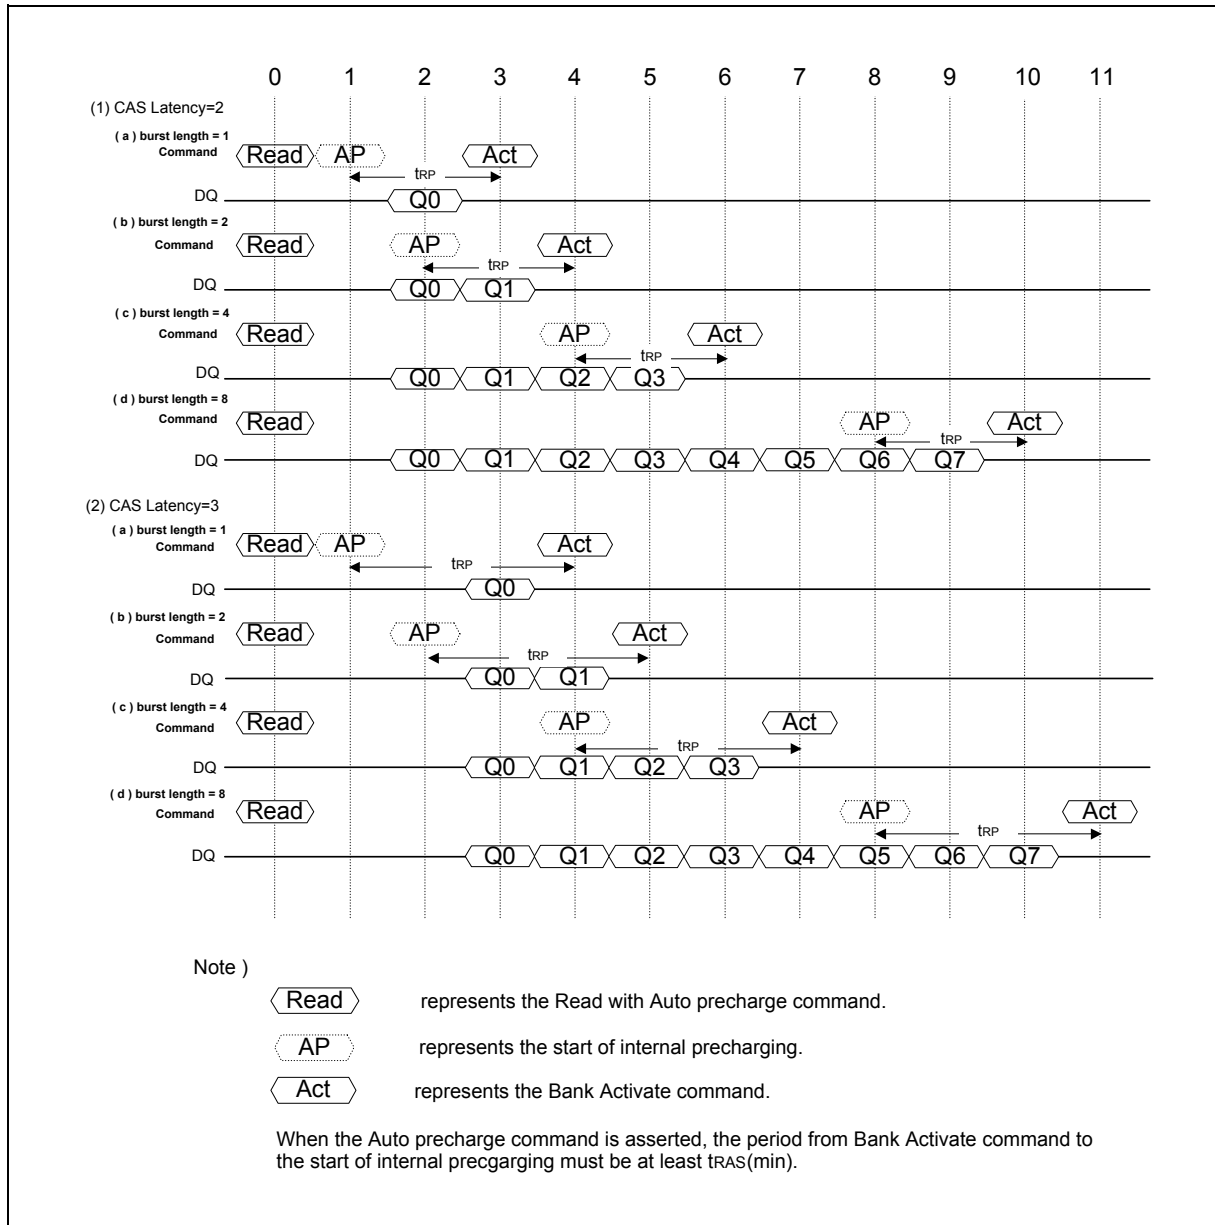 0 1 2 3 4 5 6 7 8 9 10 11
(1) CAS Latency=2
( a ) burst length = 1
Command Read AP Act
tRP
DQ Q0
( b ) burst length = 2
Command Read AP Act
tRP
DQ Q0 Q1
( c ) burst length = 4
Command Read AP Act
tRP
DQ Q0 Q1 Q2 Q3
( d ) burst length = 8
Command Read AP Act
tRP
DQ Q0 Q1 Q2 Q3 Q4 Q5 Q6 Q7
(2) CAS Latency=3
( a ) burst length = 1
Command Read AP Act
tRP
DQ Q0
( b ) burst length = 2
Command Read AP Act
tRP
DQ Q0 Q1
( c ) burst length = 4
Command Read AP Act
tRP
DQ Q0 Q1 Q2 Q3
( d ) burst length = 8
Command Read AP Act
tRP
DQ Q0 Q1 Q2 Q3 Q4 Q5 Q6 Q7
Note )
Read represents the Read with Auto precharge command.
AP represents the start of internal precharging.
Act represents the Bank Activate command.
When the Auto precharge command is asserted, the period from Bank Activate command to
the start of internal precgarging must be at least tRAS(min).